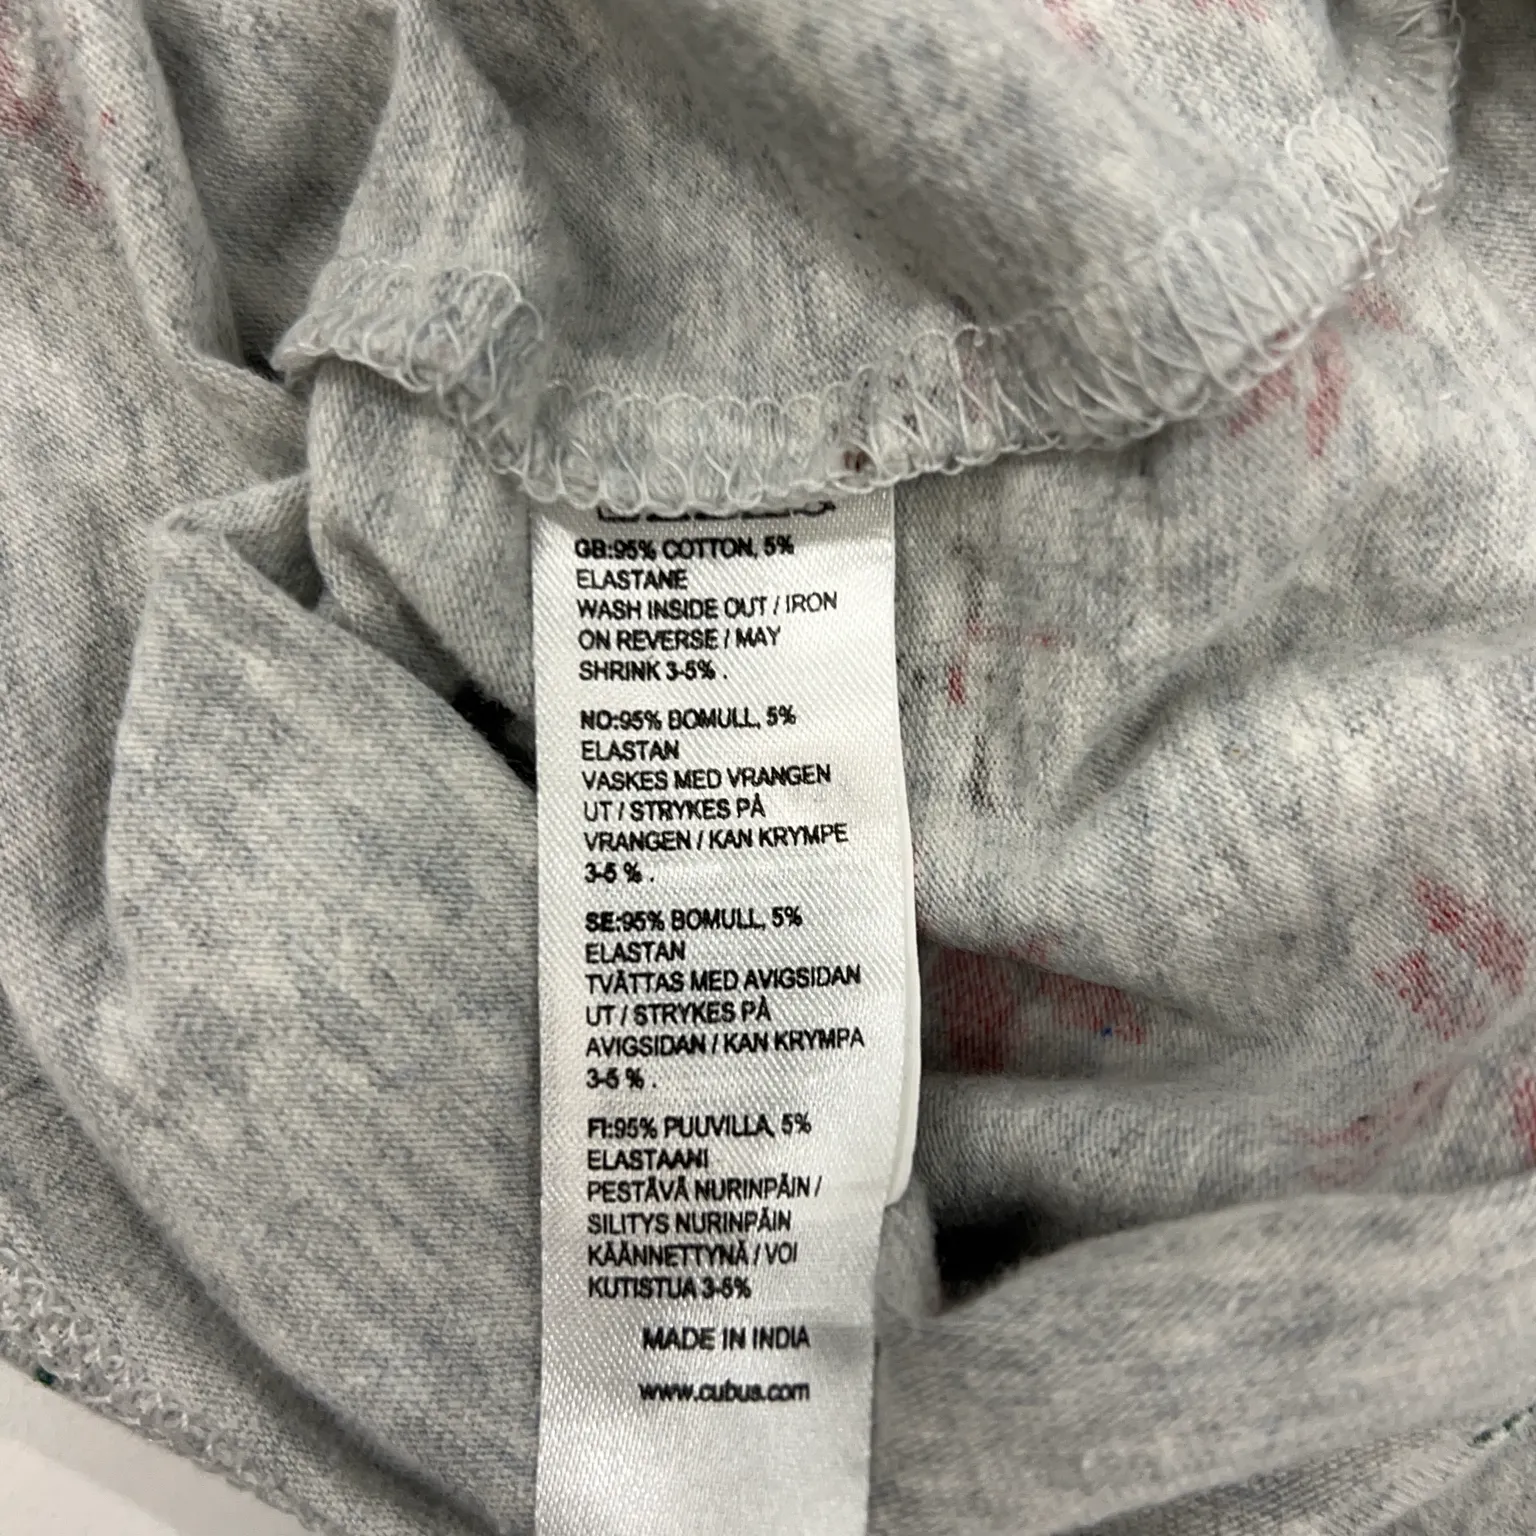 GB:95% COTTON, 5%
ELASTANE
WASH INSIDE OUT / IRON
ON REVERSE / MAY
SHRINK 3-5% .
NO:95% BOMULL, 5%
ELASTAN
VASKES MED VRANGEN
UT / STRYKES PÅ
VRANGEN / KAN KRYMPE
3-5 % .
SE:95% BOMULL, 5%
ELASTAN
TVÄTTAS MED AVIGSIDAN
UT / STRYKES PÅ
AVIGSIDAN / KAN KRYMPA
3-5 % .
FI:95% PUUVILLA, 5%
ELASTAANI
PESTÄVÄ NURINPÄIN /
SILITYS NURINPÄIN
KÄÄNNETTYNÄ / VOI
KUTISTUA 3-5%
MADE IN INDIA
www.cubus.com